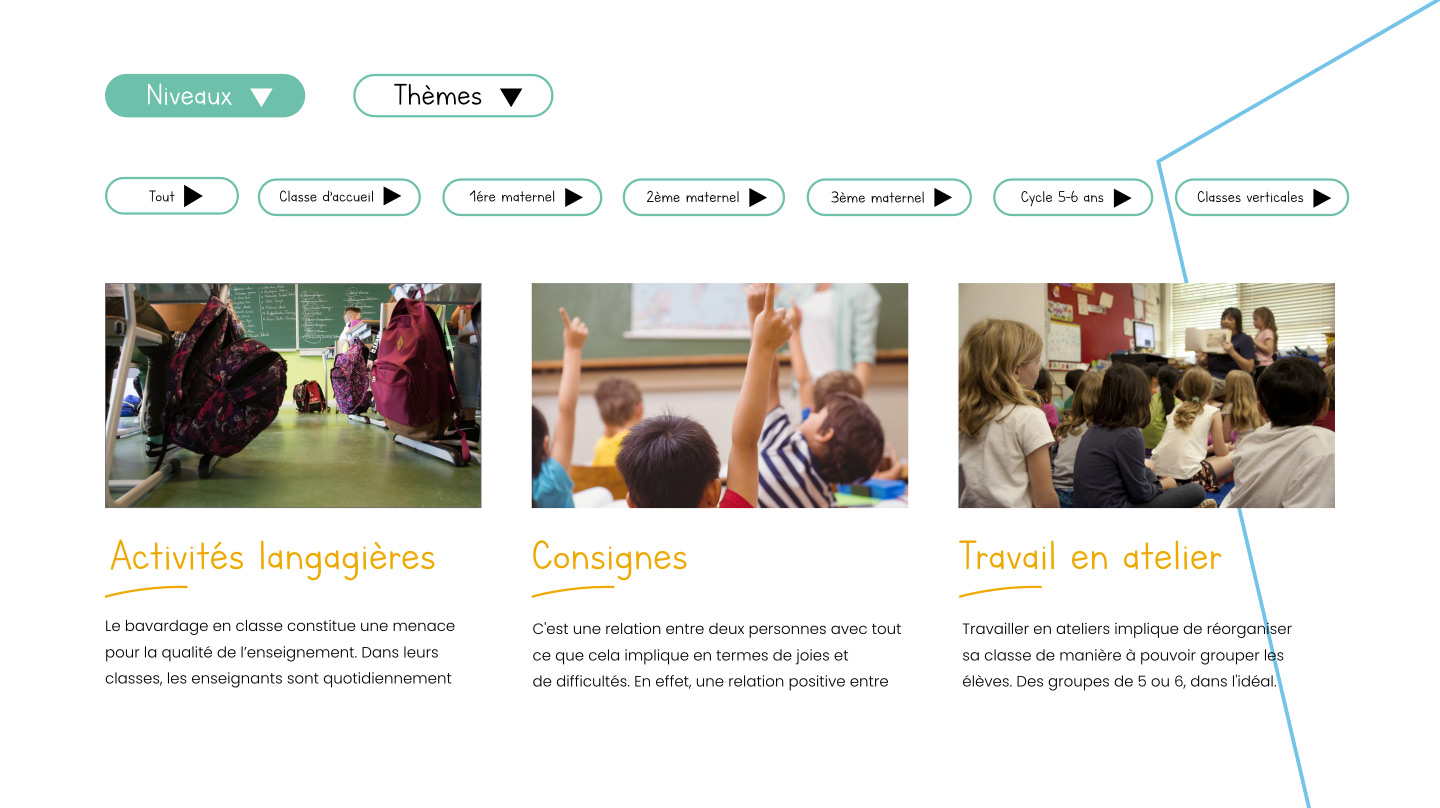 Niveaux
Thèmes
Tout
Classe d'accueil
1ére maternel
2ème maternel
3ème maternel
Cycle 5-6 ans
Classes verticales
Activités langagières
Le bavardage en classe constitue une menace
pour la qualité de l'enseignement. Dans leurs
classes, les enseignants sont quotidiennement
Consignes
C'est une relation entre deux personnes avec tout
ce que cela implique en termes de joies et
de difficultés. En effet, une relation positive entre
Travail en atelier
Travailler en ateliers implique de réorganiser
sa classe de manière à pouvoir grouper les
élèves. Des groupes de 5 ou 6, dans l'idéal.